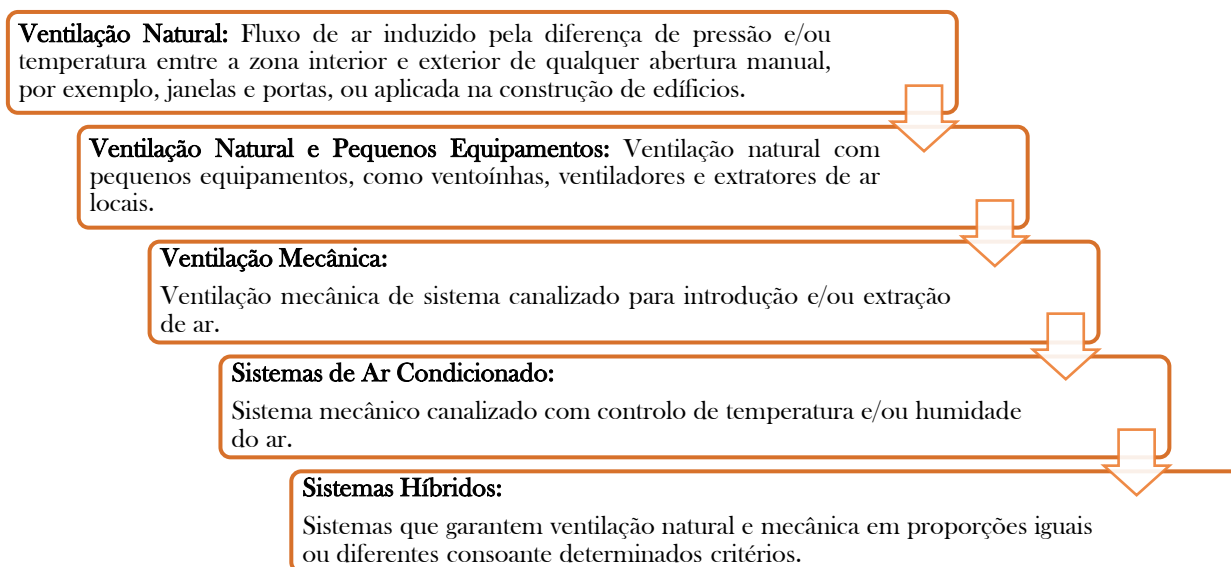 Ventilação Natural: Fluxo de ar induzido pela diferença de pressão e/ou
temperatura emtre a zona interior e exterior de qualquer abertura manual,
por exemplo, janelas e portas, ou aplicada na construção de edíficios.
Ventilação Natural e Pequenos Equipamentos: Ventilação natural com
pequenos equipamentos, como ventoínhas, ventiladores e extratores de ar
locais.
Ventilação Mecânica:
Ventilação mecânica de sistema canalizado para introdução e/ou extração
de ar.
Sistemas de Ar Condicionado:
Sistema mecânico canalizado com controlo de temperatura e/ou humidade
do ar.
Sistemas Híbridos:
Sistemas que garantem ventilação natural e mecânica em proporções iguais
ou diferentes consoante determinados critérios.